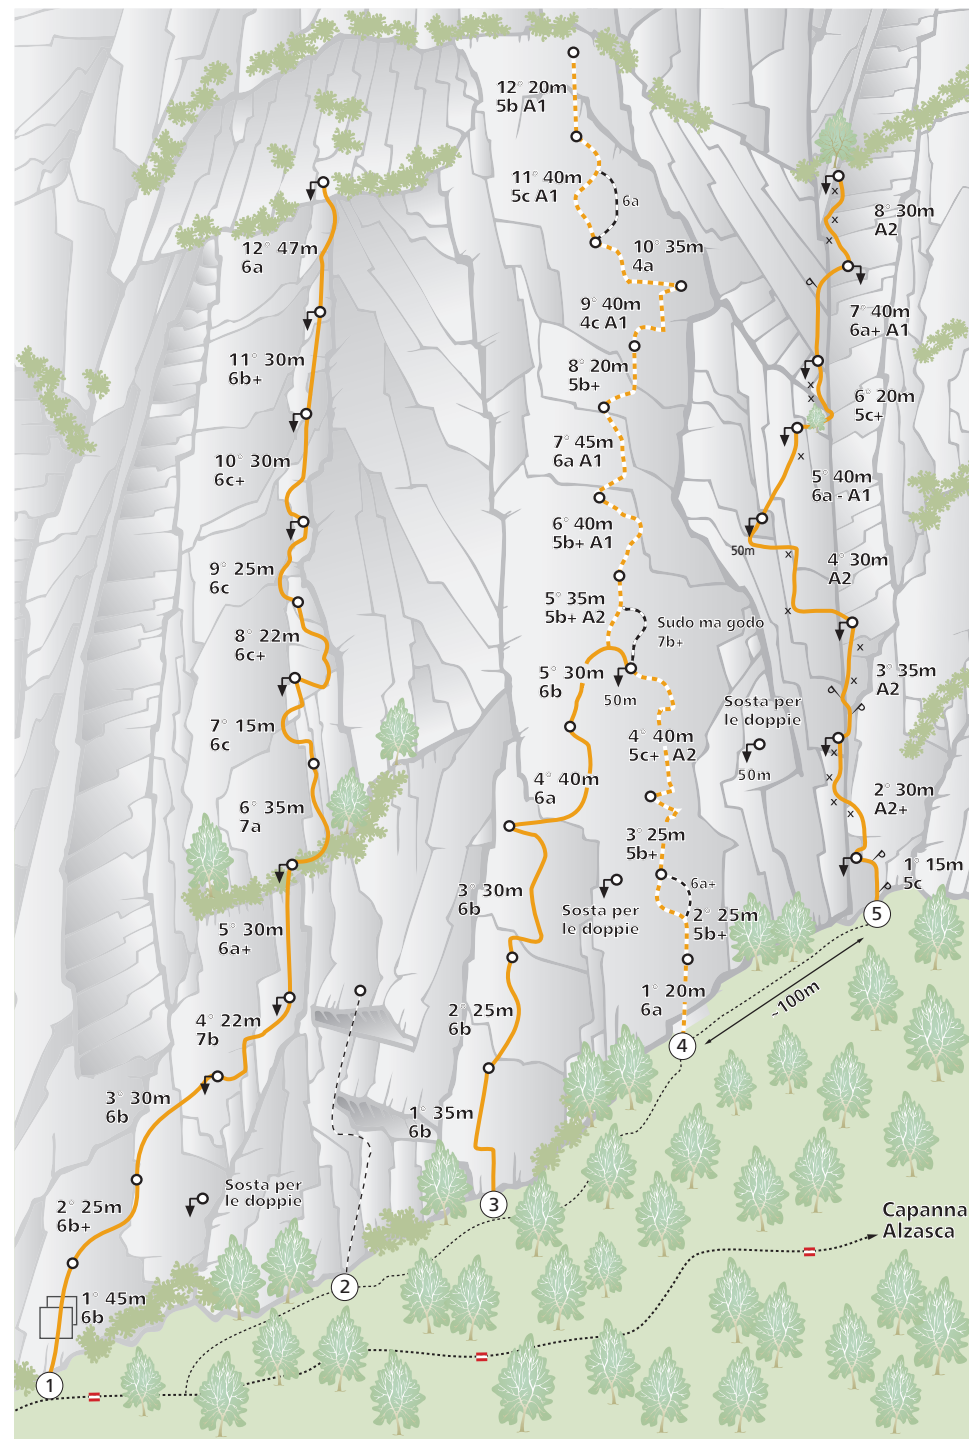 12° 20m
5b A1
11° 40m
5c A1
6a
10° 35m
4a
9° 40m
4c A1
8° 20m
5b+
7° 45m
6a A1
6° 40m
5b+ A1
5° 35m
5b+ A2
Sudo ma godo
7b+
5° 30m
6b
50m
4° 40m
5c+ A2
4° 40m
6a
3° 25m
5b+
6a+
2° 25m
5b+
1° 20m
6a
4
3° 30m
6b
2° 25m
6b
1° 35m
6b
3
Sosta per
le doppie
12° 47m
6a
11° 30m
6b+
10° 30m
6c+
9° 25m
6c
8° 22m
6c+
7° 15m
6c
6° 35m
7a
5° 30m
6a+
4° 22m
7b
3° 30m
6b
2° 25m
6b+
1° 45m
6b
1
Sosta per
le doppie
2
8° 30m
A2
7° 40m
6a+ A1
6° 20m
5c+
5° 40m
6a - A1
50m
4° 30m
A2
3° 35m
A2
Sosta per
le doppie
50m
2° 30m
A2+
1° 15m
5c
5
~100m
Capanna
Alzasca